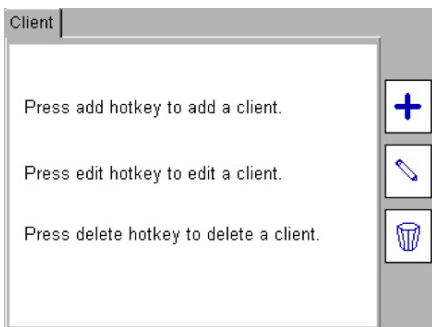 Client
Press add hotkey to add a client.
Press edit hotkey to edit a client.
Press delete hotkey to delete a client.